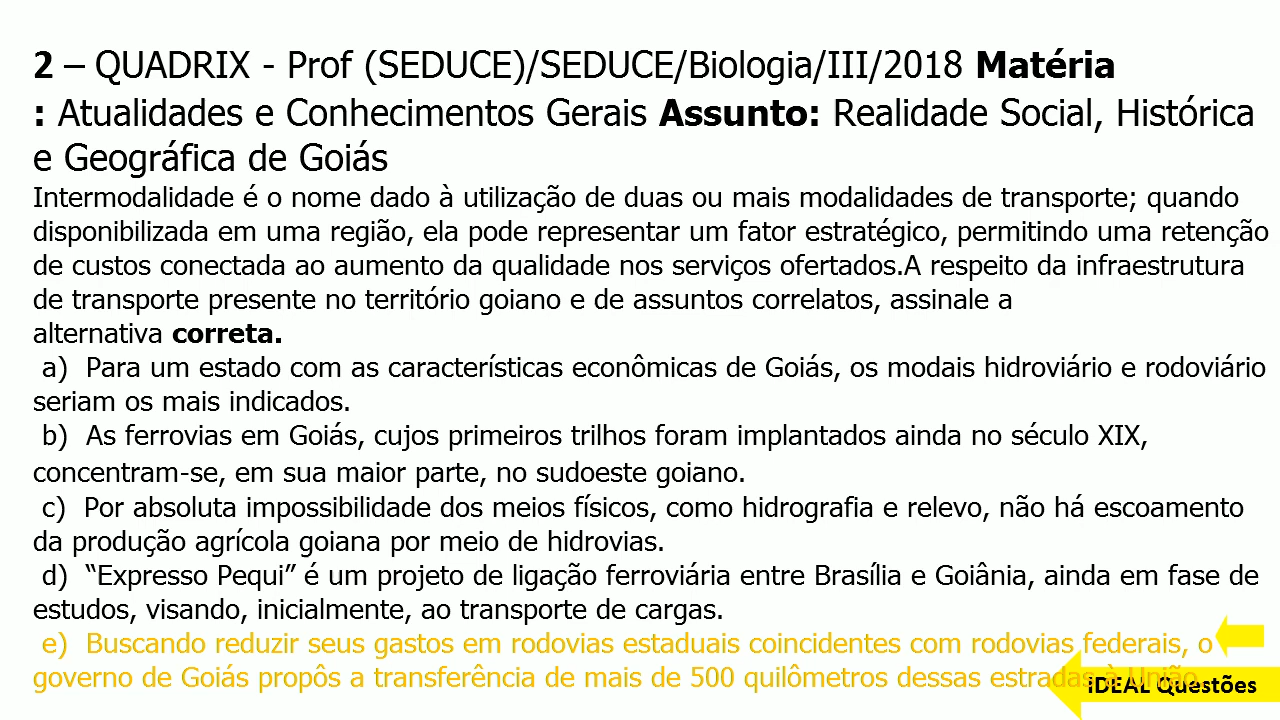 2 – QUADRIX - Prof (SEDUCE)/SEDUCE/Biologia/III/2018 Matéria
: Atualidades e Conhecimentos Gerais Assunto: Realidade Social, Histórica
e Geográfica de Goiás
Intermodalidade é o nome dado à utilização de duas ou mais modalidades de transporte; quando
disponibilizada em uma região, ela pode representar um fator estratégico, permitindo uma retenção
de custos conectada ao aumento da qualidade nos serviços ofertados.A respeito da infraestrutura
de transporte presente no território goiano e de assuntos correlatos, assinale a
alternativa correta.
a) Para um estado com as características econômicas de Goiás, os modais hidroviário e rodoviário
seriam os mais indicados.
b) As ferrovias em Goiás, cujos primeiros trilhos foram implantados ainda no século XIX,
concentram-se, em sua maior parte, no sudoeste goiano.
c) Por absoluta impossibilidade dos meios físicos, como hidrografia e relevo, não há escoamento
da produção agrícola goiana por meio de hidrovias.
d) “Expresso Pequi” é um projeto de ligação ferroviária entre Brasília e Goiânia, ainda em fase de
estudos, visando, inicialmente, ao transporte de cargas.
e) Buscando reduzir seus gastos em rodovias estaduais coincidentes com rodovias federais, o
governo de Goiás propôs a transferência de mais de 500 quilômetros dessas estradas à União.
iDEAL Questões